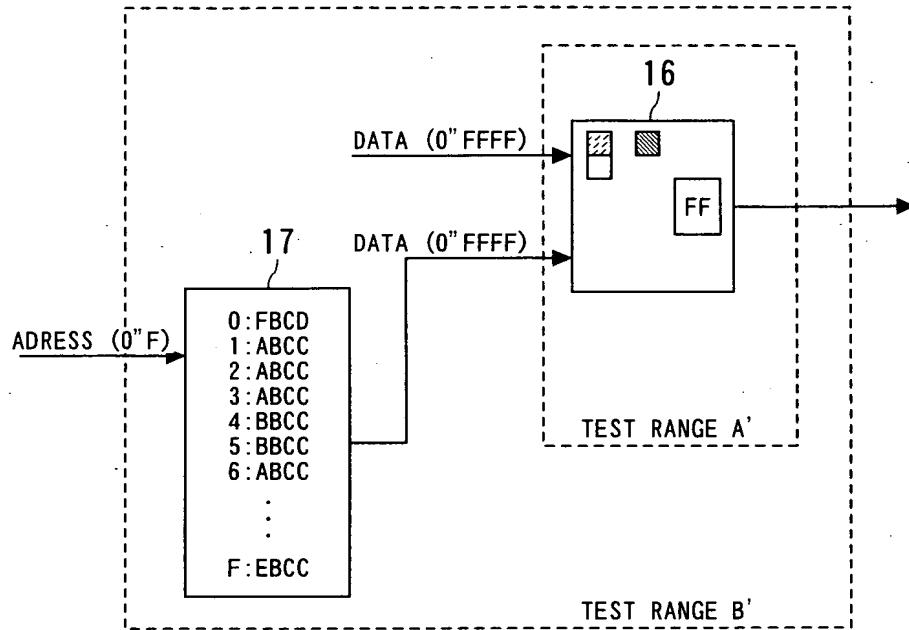 16
DATA (0"FFFF)
FF
DATA (0"FFFF)
17
ADRESS (0"F)
0:FBCD
1:ABCC
2:ABCC
3:ABCC
4:BBCC
5:BBCC
6:ABCC
F:EBCC
TEST RANGE A'
TEST RANGE B'